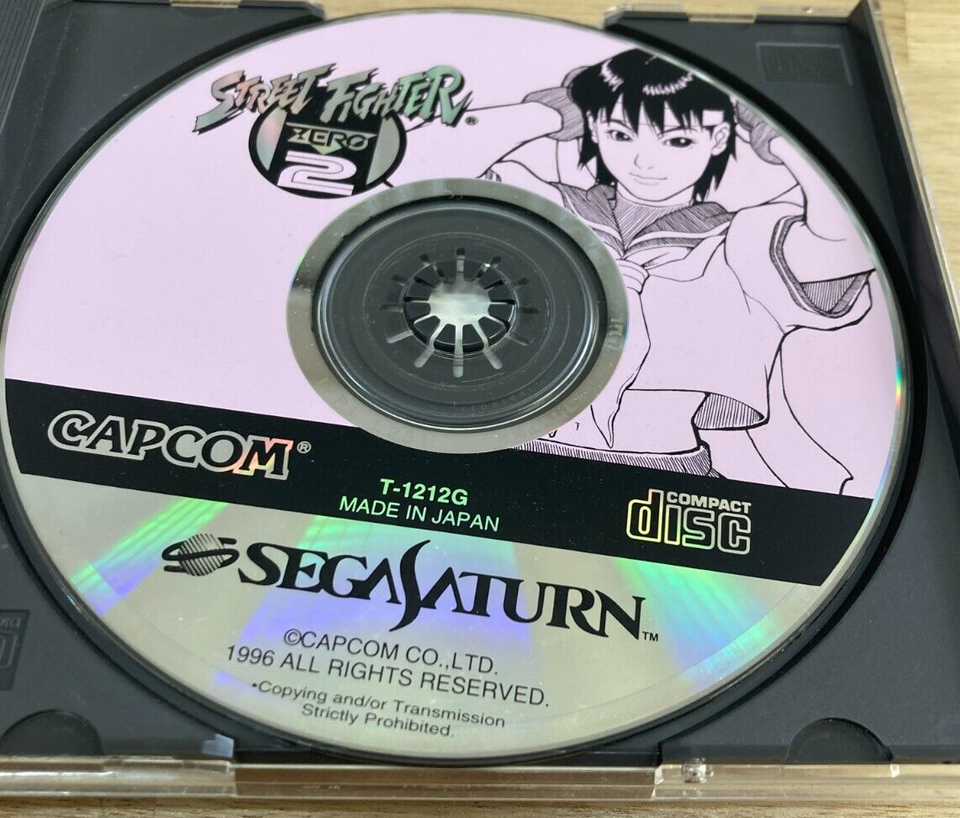 STREET FIGHTER®
ZERO
2
CAPCOM®
T-1212G
MADE IN JAPAN
COMPACT
disc
SEGA SATURN™
©CAPCOM CO.,LTD.
1996 ALL RIGHTS RESERVED.
•Copying and/or Transmission
Strictly Prohibited.